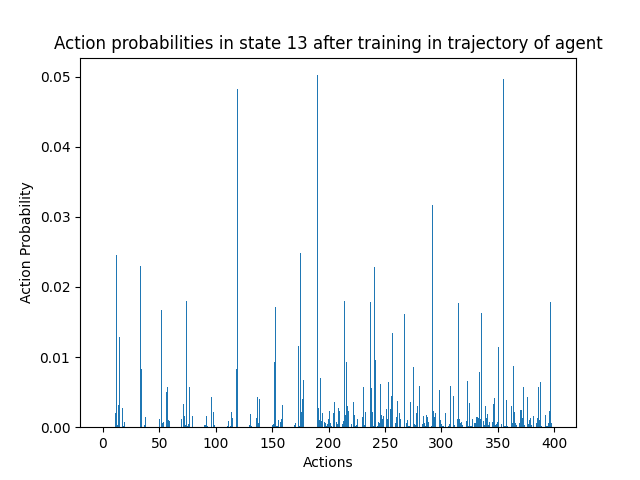 Action probabilities in state 13 after training in trajectory of agent
0.05
0.04
0.03
0.02
0.01
0.00
Action Probability
0 50 100 150 200 250 300 350 400
Actions